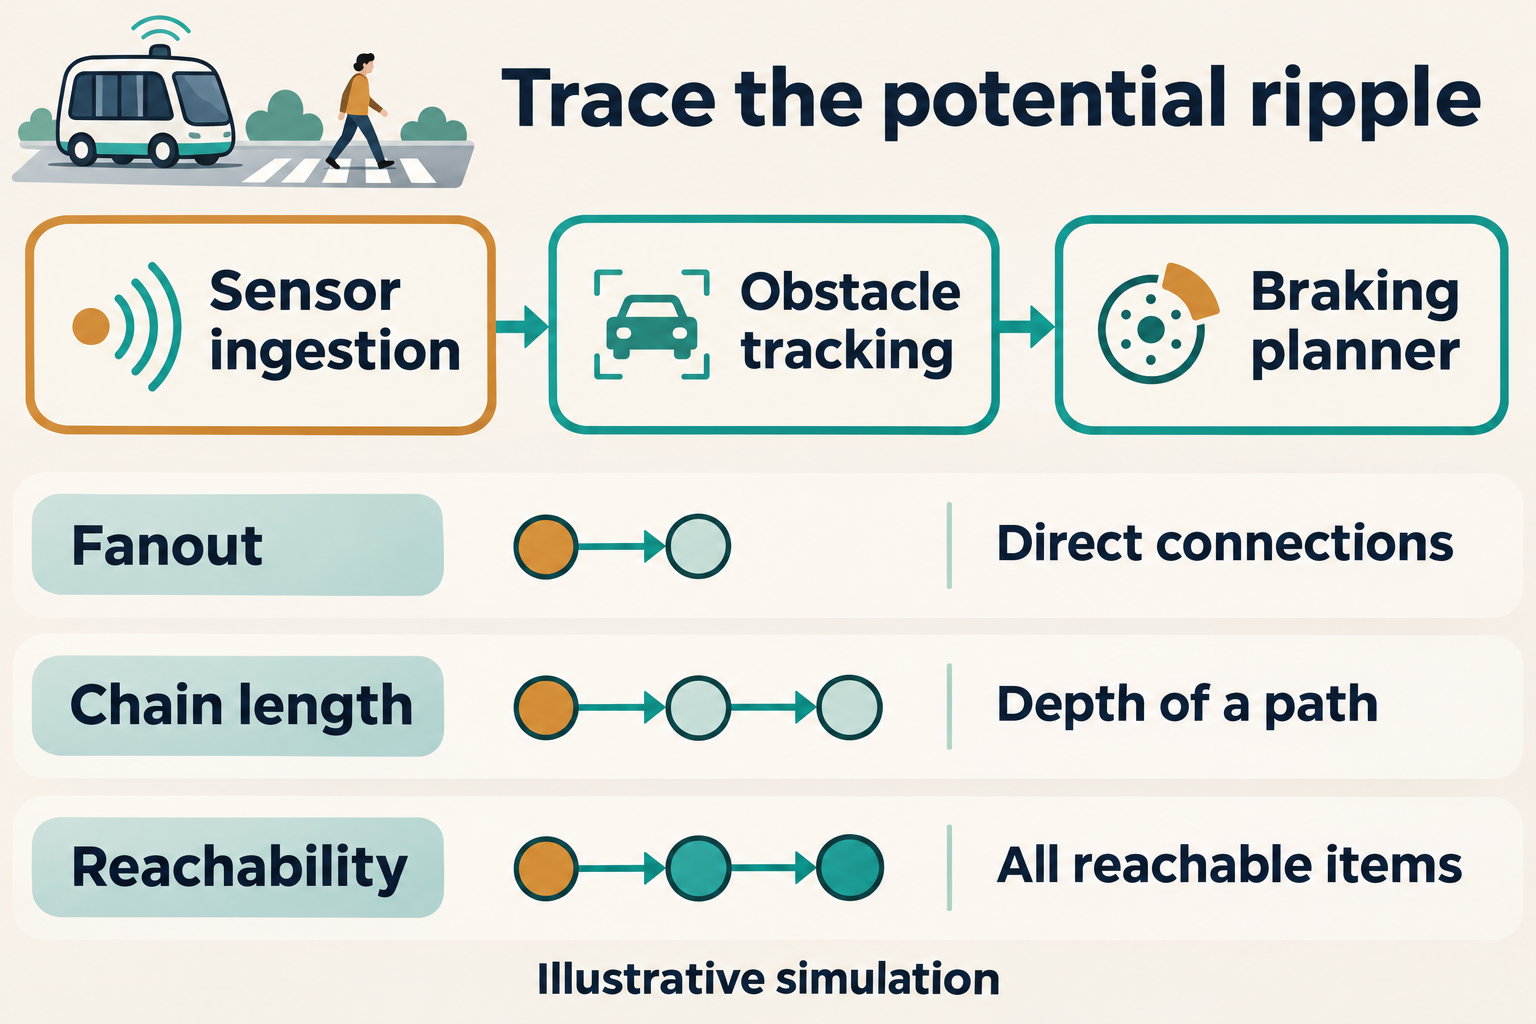 Trace the potential ripple
Sensor
ingestion
Obstacle
tracking
Braking
planner
Fanout
Direct connections
Chain length
Depth of a path
Reachability
All reachable items
Illustrative simulation